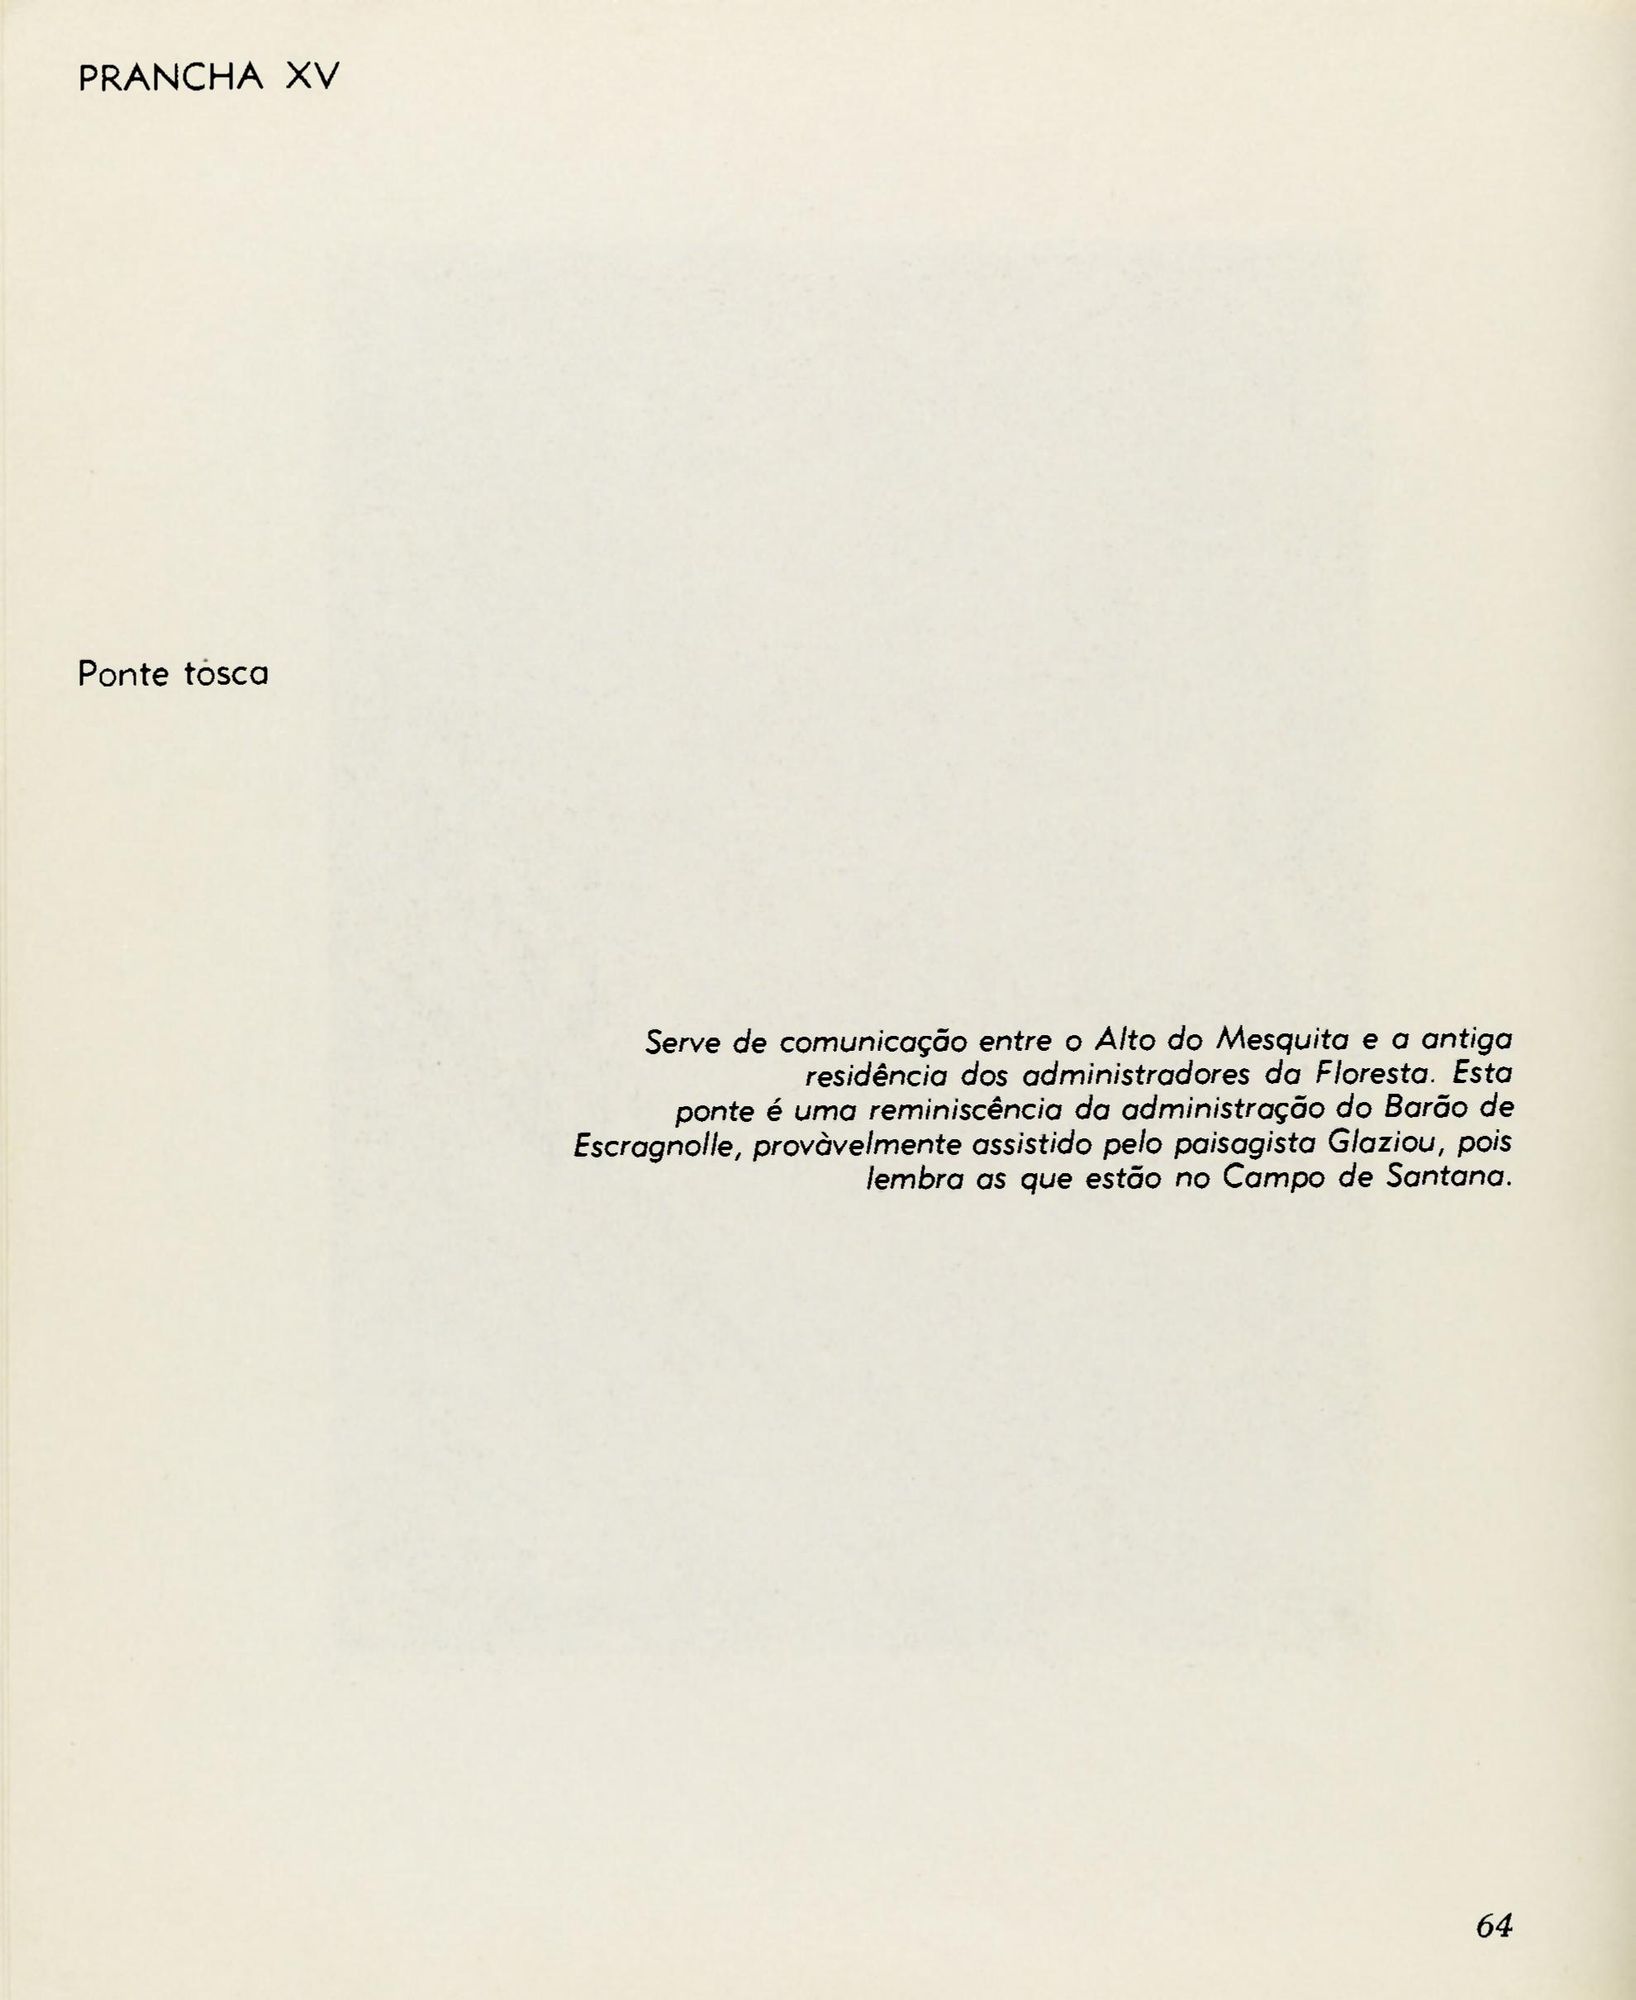 PRANCHA XV
Ponte tôsca
Serve de comunicação entre o Alto do Mesquita e a antiga
residência dos administradores da Floresta. Esta
ponte é uma reminiscência da administração do Barão de
Escragnolle, provàvelmente assistido pelo paisagista Glaziou, pois
lembra as que estão no Campo de Santana.
64